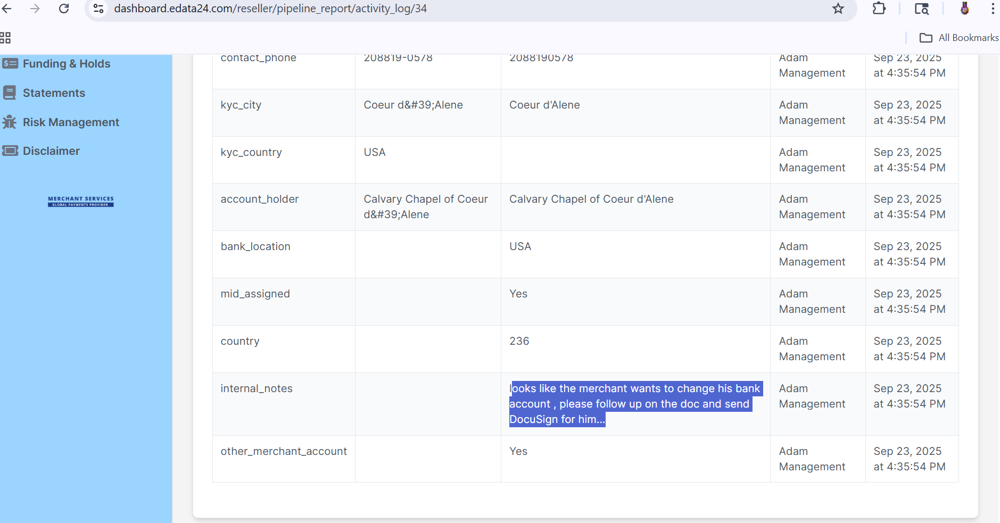 dashboard.edata24.com/reseller/pipeline_report/activity_log/34
All Bookmarks
Funding & Holds
Statements
Risk Management
Disclaimer
MERCHANT SERVICES
GLOBAL PAYMENTS PROVIDER
contact_phone 208819-0578 2088190578 Adam Sep 23, 2025
Management at 4:35:54 PM
kyc_city Coeur d&#39;Alene Coeur d'Alene Adam Sep 23, 2025
Management at 4:35:54 PM
kyc_country USA Adam Sep 23, 2025
Management at 4:35:54 PM
account_holder Calvary Chapel of Coeur Calvary Chapel of Coeur d'Alene Adam Sep 23, 2025
d&#39;Alene Management at 4:35:54 PM
bank_location USA Adam Sep 23, 2025
Management at 4:35:54 PM
mid_assigned Yes Adam Sep 23, 2025
Management at 4:35:54 PM
country 236 Adam Sep 23, 2025
Management at 4:35:54 PM
internal_notes looks like the merchant wants to change his bank Adam Sep 23, 2025
account , please follow up on the doc and send Management at 4:35:54 PM
DocuSign for him...
other_merchant_account Yes Adam Sep 23, 2025
Management at 4:35:54 PM